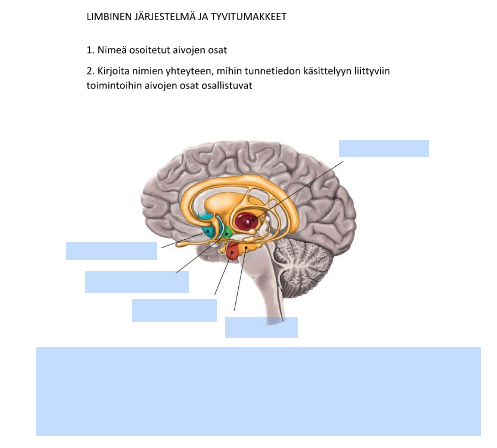 LIMBINEN JÄRJESTELMÄ JA TYVITUMAKKEET
1. Nimeä osoitetut aivojen osat
2. Kirjoita nimien yhteyteen, mihin tunnetiedon käsittelyyn liittyviin
toimintoihin aivojen osat osallistuvat